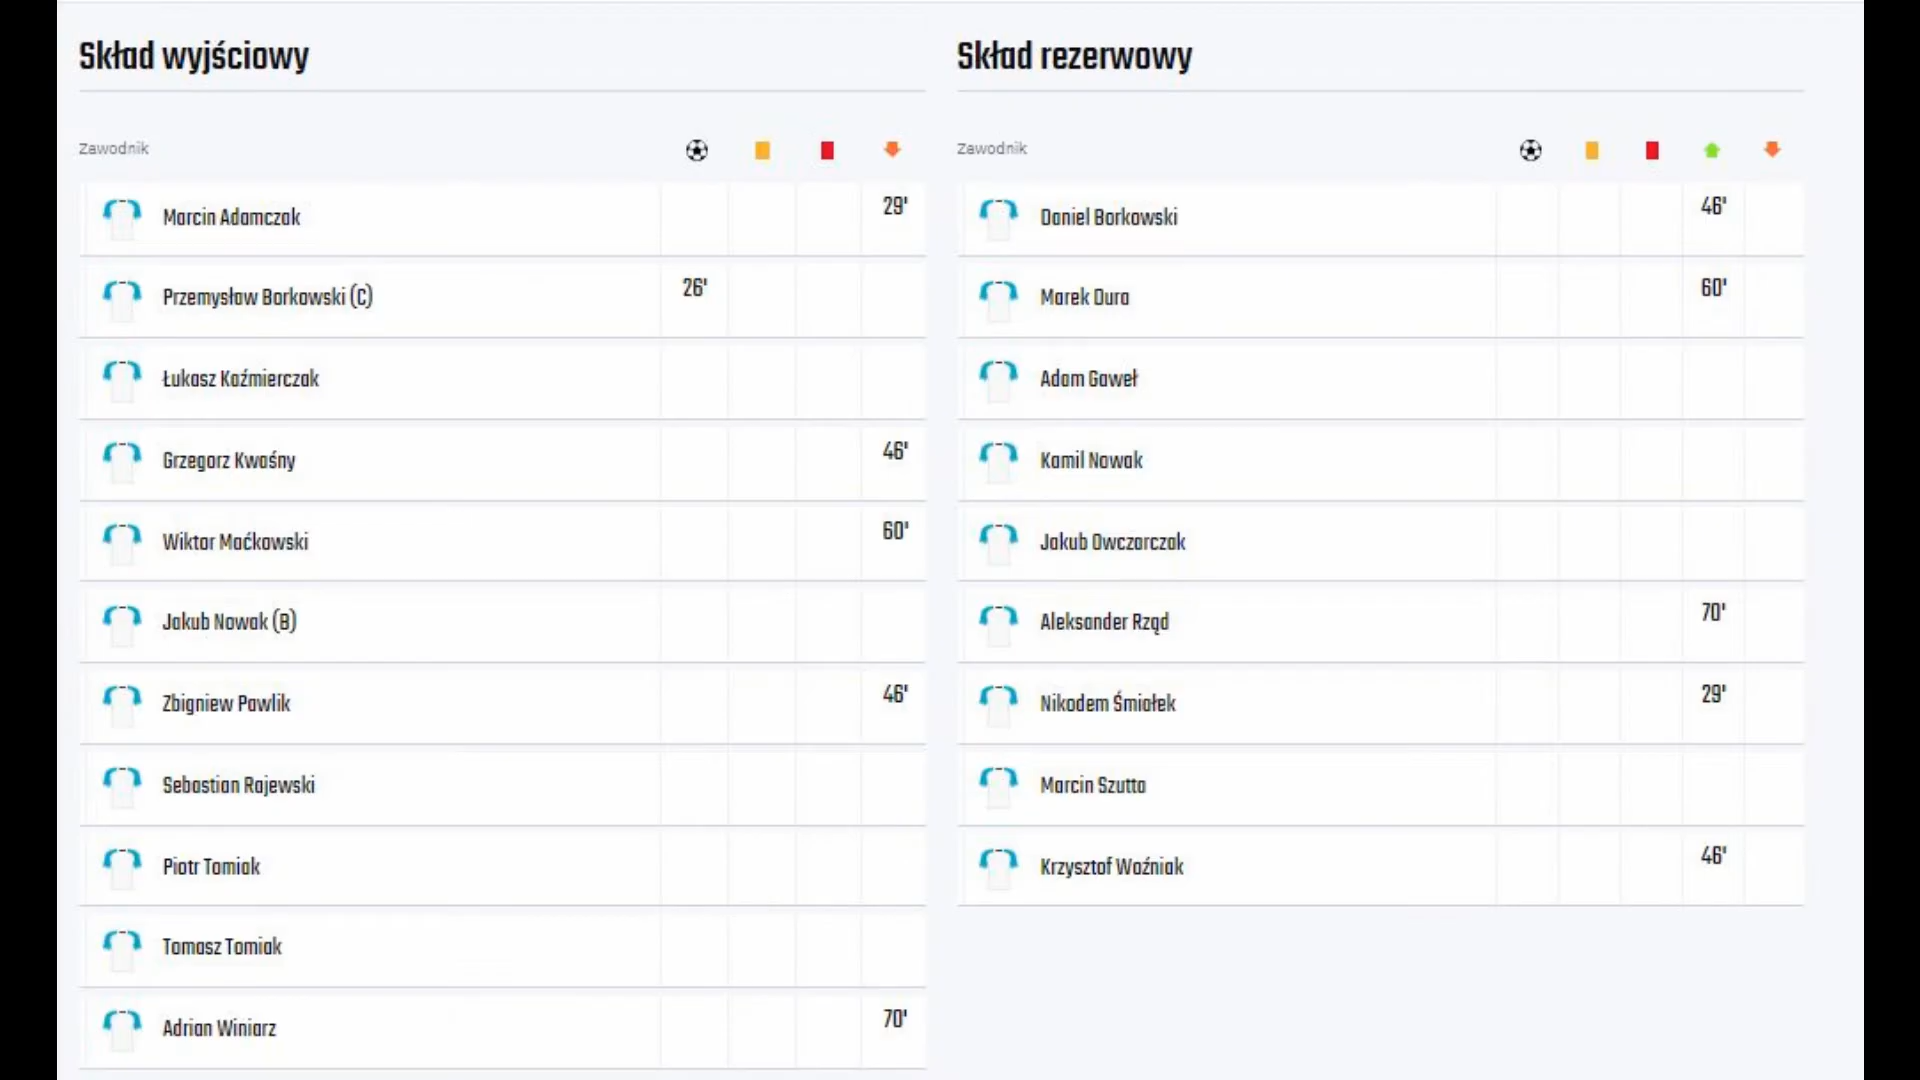 Skład wyjściowy
Zawodnik
Marcin Adamczak 29'
Przemysław Borkowski (C) 26'
Łukasz Kaźmierczak
Grzegorz Kwaśny 46'
Wiktor Maćkowski 60'
Jakub Nowak (B)
Zbigniew Pawlik 46'
Sebastian Rajewski
Piotr Tomiak
Tomasz Tomiak
Adrian Winiarz 70'
Skład rezerwowy
Zawodnik
Daniel Borkowski 46'
Marek Dura 60'
Adam Gaweł
Kamil Nowak
Jakub Owczarczak
Aleksander Rząd 70'
Nikodem Śmiałek 29'
Marcin Szutta
Krzysztof Woźniak 46'